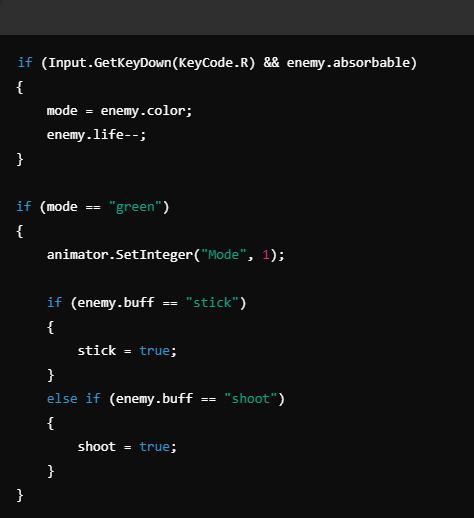 if (Input.GetKeyDown(KeyCode.R) && enemy.absorbable)
{
    mode = enemy.color;
    enemy.life--;
}

if (mode == "green")
{
    animator.SetInteger("Mode", 1);

    if (enemy.buff == "stick")
    {
        stick = true;
    }
    else if (enemy.buff == "shoot")
    {
        shoot = true;
    }
}